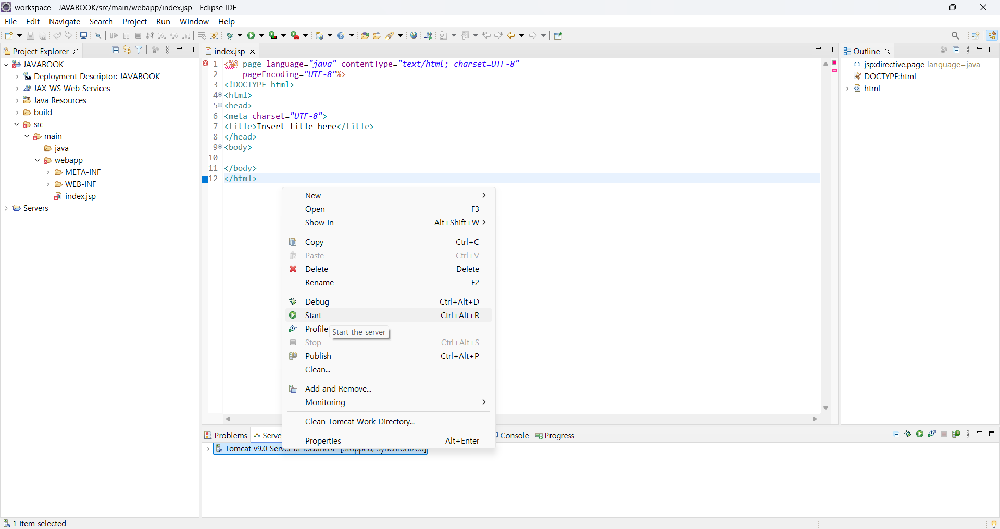 workspace - JAVABOOK/src/main/webapp/index.jsp - Eclipse IDE
File Edit Navigate Search Project Run Window Help
Project Explorer
JAVABOOK
Deployment Descriptor: JAVABOOK
JAX-WS Web Services
Java Resources
build
src
main
java
webapp
META-INF
WEB-INF
index.jsp
Servers
index.jsp
1 <%@ page language="java" contentType="text/html; charset=UTF-8"
2 pageEncoding="UTF-8"%>
3 <!DOCTYPE html>
4 <html>
5 <head>
6 <meta charset="UTF-8">
7 <title>Insert title here</title>
8 </head>
9 <body>
10
11 </body>
12 </html>
New
Open F3
Show In Alt+Shift+W
Copy Ctrl+C
Paste Ctrl+V
Delete Delete
Rename F2
Debug Ctrl+Alt+D
Start Ctrl+Alt+R
Profile
Start the server
Stop Ctrl+Alt+S
Publish Ctrl+Alt+P
Clean...
Add and Remove...
Monitoring
Clean Tomcat Work Directory...
Properties Alt+Enter
Outline
jsp:directive.page language=java
DOCTYPE:html
html
Problems Serve Console Progress
Tomcat v9.0 Server at localhost [Stopped, Synchronized]
1 item selected